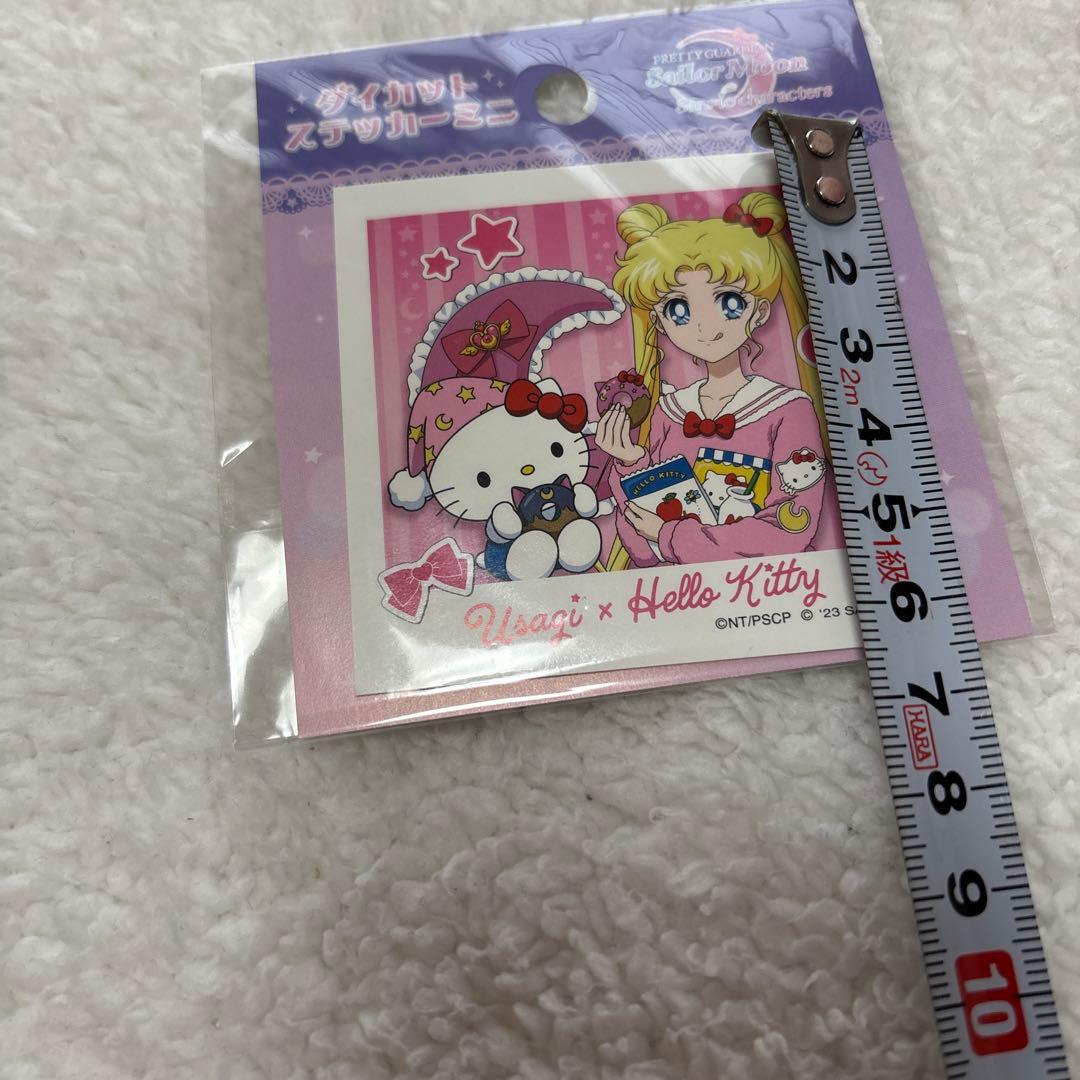 ダイカット
ステッカーミニ
PRETTY GUARDIAN
Sailor Moon
characters
HELLO KITTY
Usagi × Hello Kitty
©NT/PSCP © '23 SA
2
3
2m
4
5
1級
6
7
HARA
8
9
10